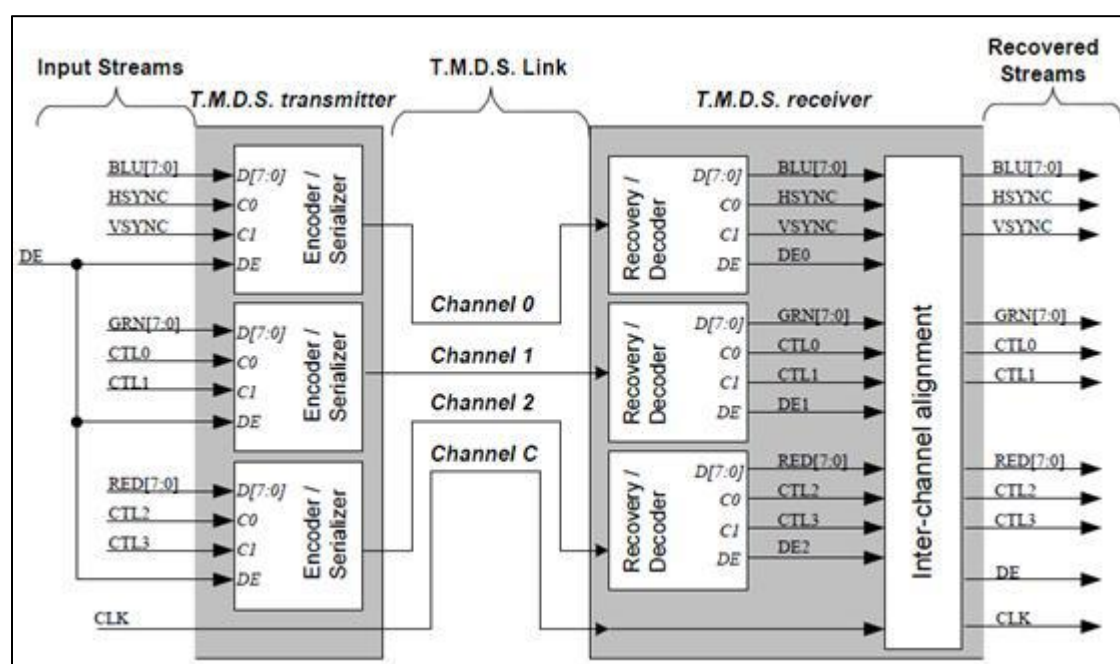 Input Streams
T.M.D.S. Link
Recovered
Streams
T.M.D.S. transmitter
T.M.D.S. receiver
BLU[7:0]
HSYNC
VSYNC
DE
D[7:0]
C0
C1
DE
Encoder /
Serializer
GRN[7:0]
CTL0
CTL1
D[7:0]
C0
C1
DE
Encoder /
Serializer
RED[7:0]
CTL2
CTL3
D[7:0]
C0
C1
DE
Encoder /
Serializer
CLK
Channel 0
Channel 1
Channel 2
Channel C
Recovery /
Decoder
D[7:0]
C0
C1
DE
BLU[7:0]
HSYNC
VSYNC
DE0
Recovery /
Decoder
D[7:0]
C0
C1
DE
GRN[7:0]
CTL0
CTL1
DE1
Recovery /
Decoder
D[7:0]
C0
C1
DE
RED[7:0]
CTL2
CTL3
DE2
Inter-channel alignment
BLU[7:0]
HSYNC
VSYNC
GRN[7:0]
CTL0
CTL1
RED[7:0]
CTL2
CTL3
DE
CLK